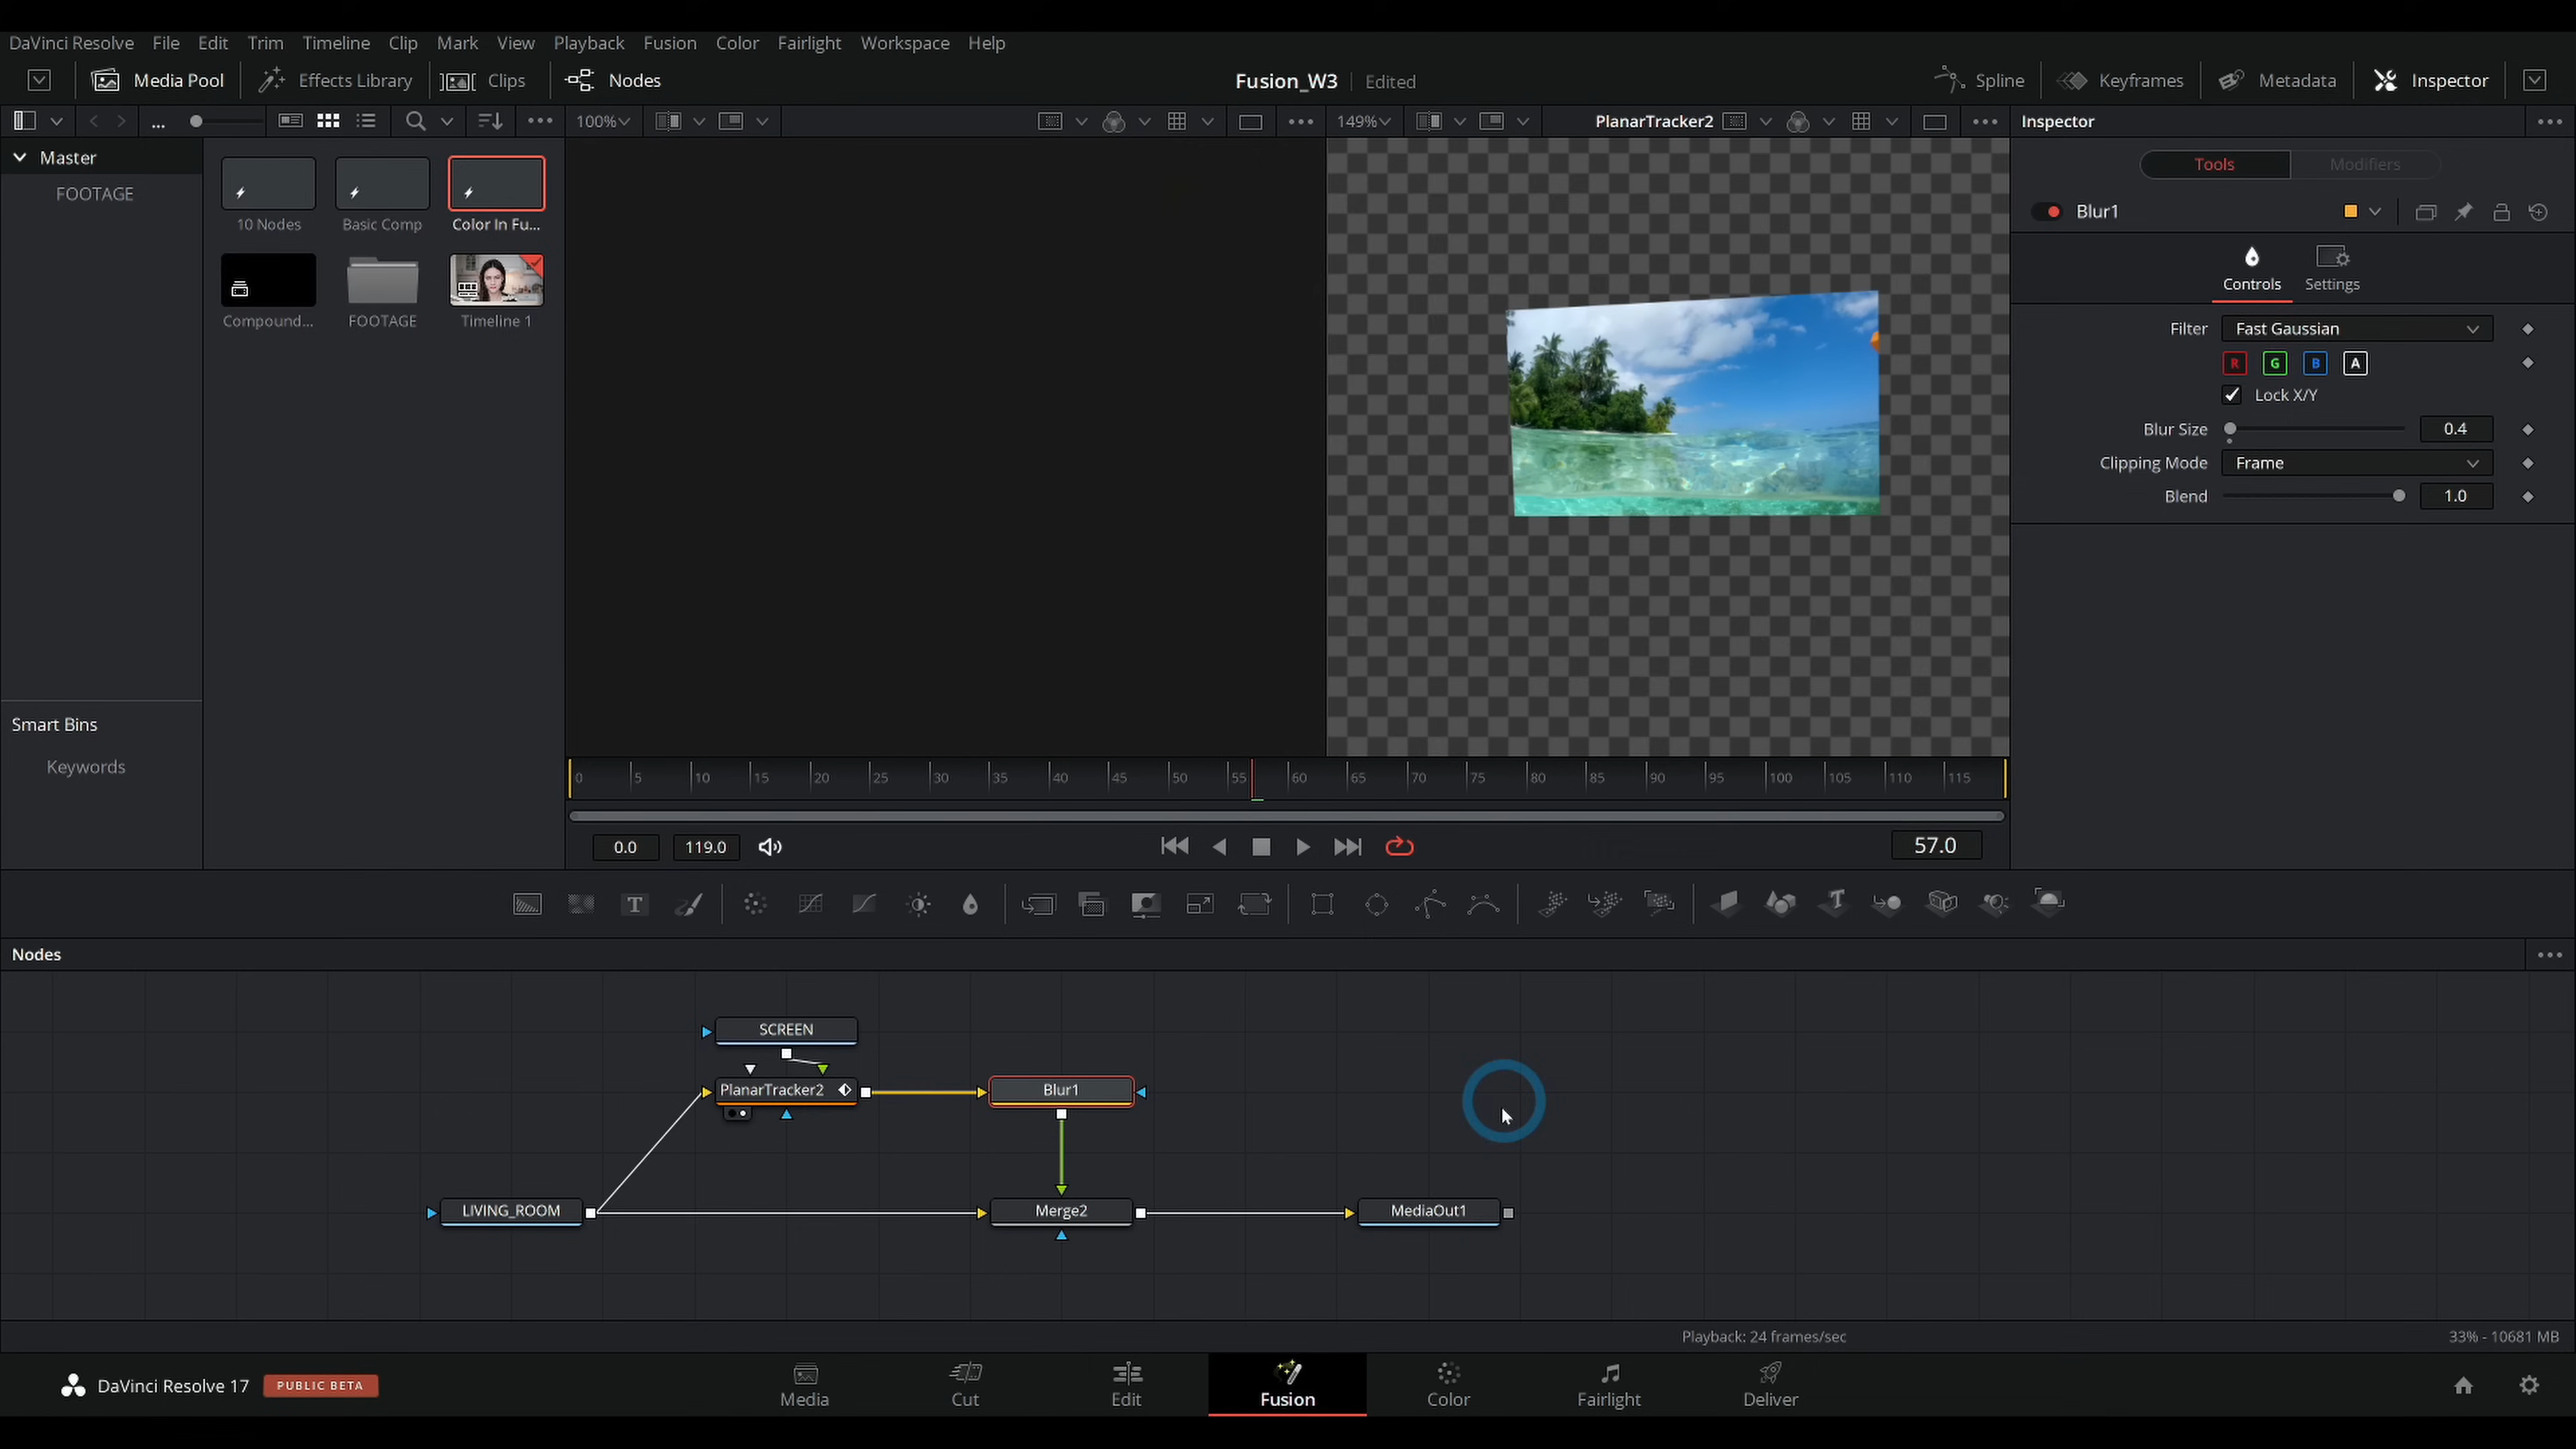 DaVinci Resolve File Edit Trim Timeline Clip Mark View Playback Fusion Color Fairlight Workspace Help
Media Pool Effects Library Clips Nodes Fusion_W3 Edited Spline Keyframes Metadata Inspector
... 100% 149% PlanarTracker2 Inspector
Master
FOOTAGE
10 Nodes Basic Comp Color In Fu...
Compound... FOOTAGE Timeline 1
Smart Bins
Keywords
Tools Modifiers
Blur1
Controls Settings
Filter Fast Gaussian
R G B A
Lock X/Y
Blur Size 0.4
Clipping Mode Frame
Blend 1.0
0 5 10 15 20 25 30 35 40 45 50 55 60 65 70 75 80 85 90 95 100 105 110 115
0.0 119.0 57.0
T T
Nodes
SCREEN
PlanarTracker2 Blur1
LIVING_ROOM Merge2 MediaOut1
Playback: 24 frames/sec 33% - 10681 MB
DaVinci Resolve 17 PUBLIC BETA Media Cut Edit Fusion Color Fairlight Deliver